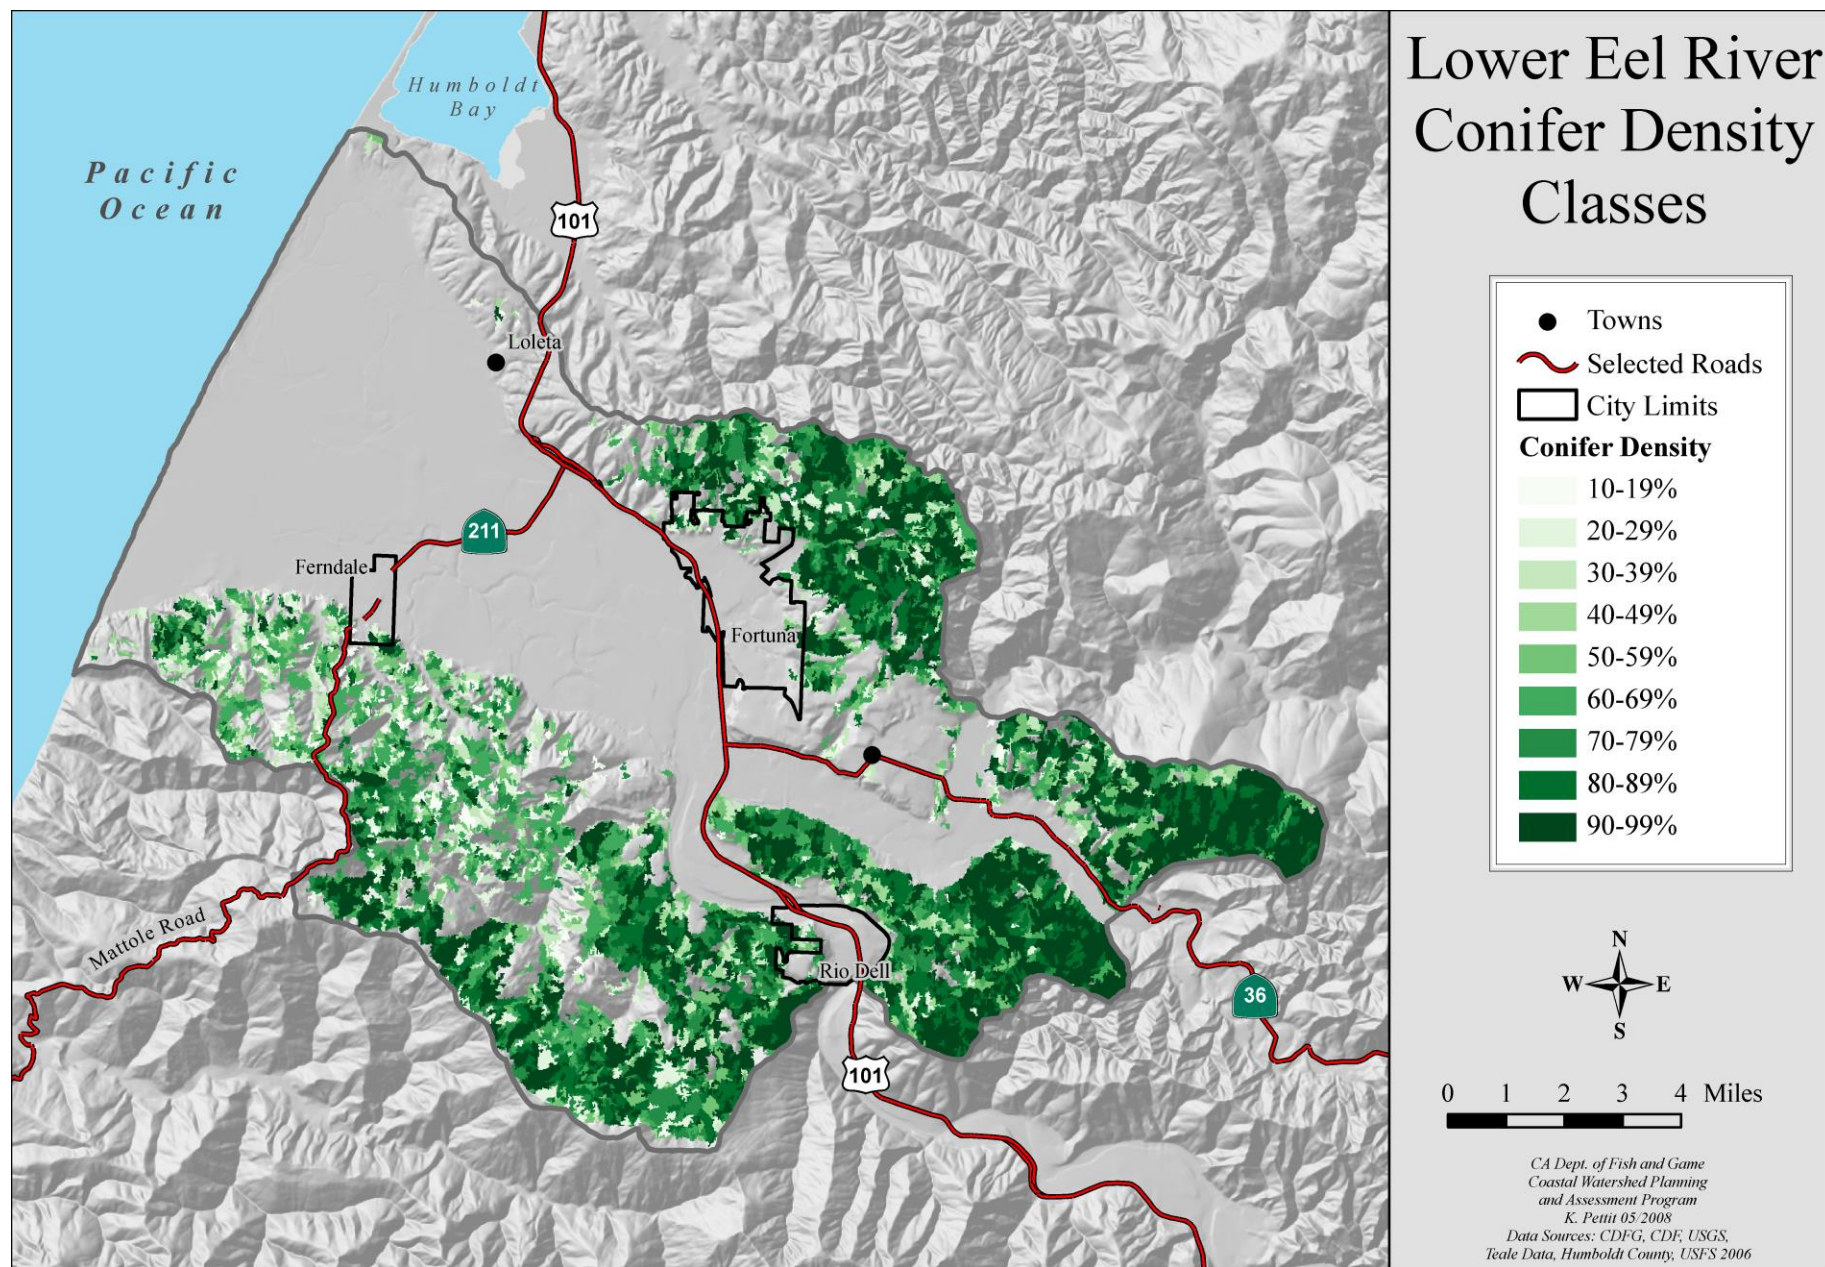 Lower Eel River
Conifer Density
Classes
Humboldt
Bay
Pacific
Ocean
101
Loleta
211
Ferndale
Fortuna
Mattole Road
Rio Dell
36
101
Towns
Selected Roads
City Limits
Conifer Density
10-19%
20-29%
30-39%
40-49%
50-59%
60-69%
70-79%
80-89%
90-99%
N
W E
S
0 1 2 3 4 Miles
CA Dept. of Fish and Game
Coastal Watershed Planning
and Assessment Program
K. Pettit 05/2008
Data Sources: CDFG, CDF, USGS,
Teale Data, Humboldt County, USFS 2006